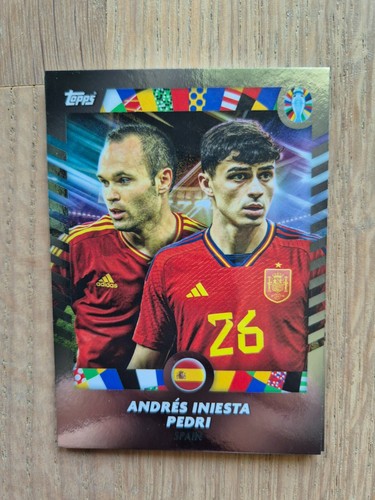 Topps
adidas
26
ANDRÉS INIESTA
PEDRI
SPAIN